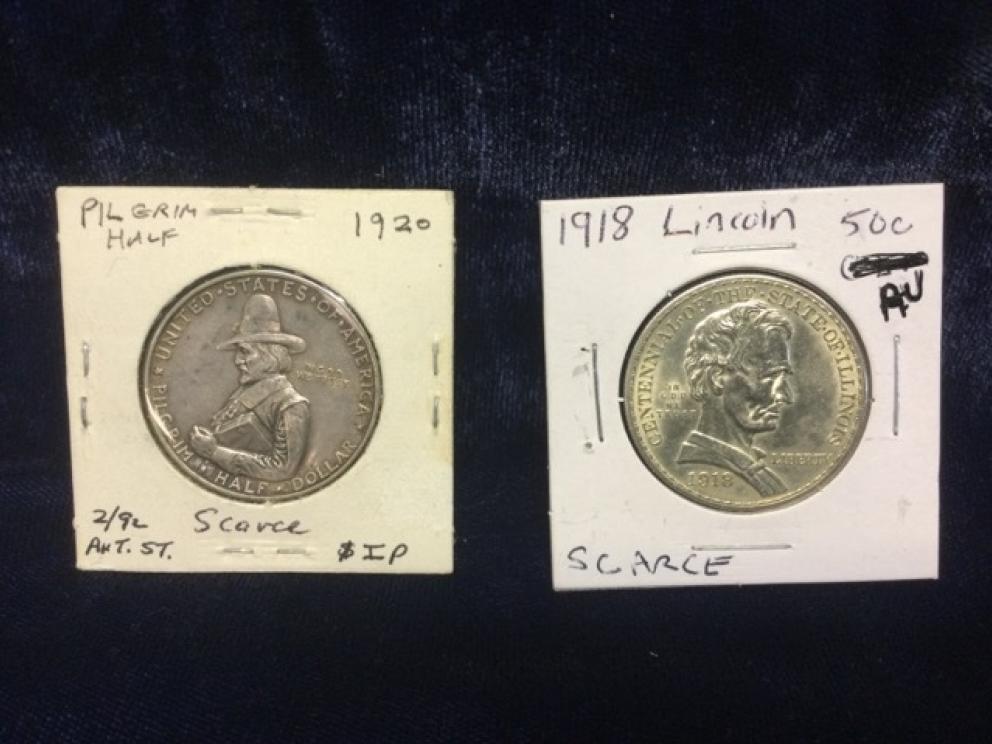 PILGRIM
HALF
1920
UNITED·STATES·OF·AMERICA
IN GOD
WE TRUST
PILGRIM·HALF·DOLLAR
2/92
ANT. ST.
Scarce
$IP
1918 Lincoln 50c
AU
CENTENNIAL·OF·THE·STATE·OF·ILLINOIS
IN
GOD
WE
TRUST
LIBERTY
1918
SCARCE